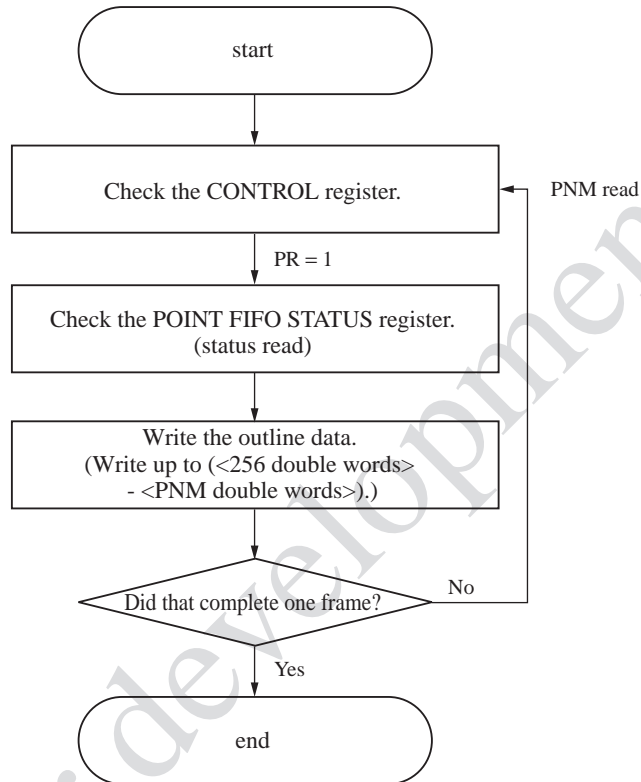 start
Check the CONTROL register.
PNM read
PR = 1
Check the POINT FIFO STATUS register.
(status read)
Write the outline data.
(Write up to (<256 double words>
- <PNM double words>).)
Did that complete one frame?
No
Yes
end